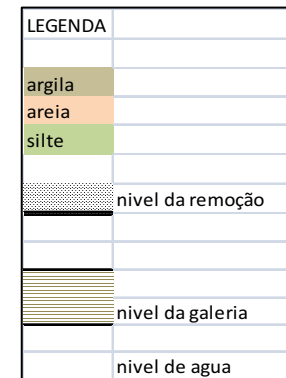 LEGENDA
argila
areia
silte
nivel da remoção
nivel da galeria
nivel de agua